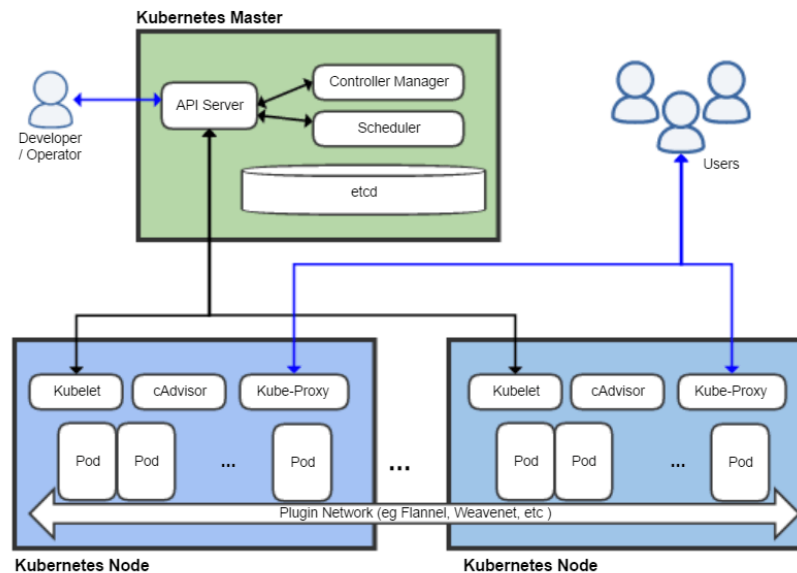 Kubernetes Master
API Server
Controller Manager
Scheduler
etcd
Developer
/ Operator
Users
Kubelet
cAdvisor
Kube-Proxy
Kubelet
cAdvisor
Kube-Proxy
Pod
Pod
...
Pod
...
Pod
Pod
...
Pod
Plugin Network (eg Flannel, Weavenet, etc )
Kubernetes Node
Kubernetes Node